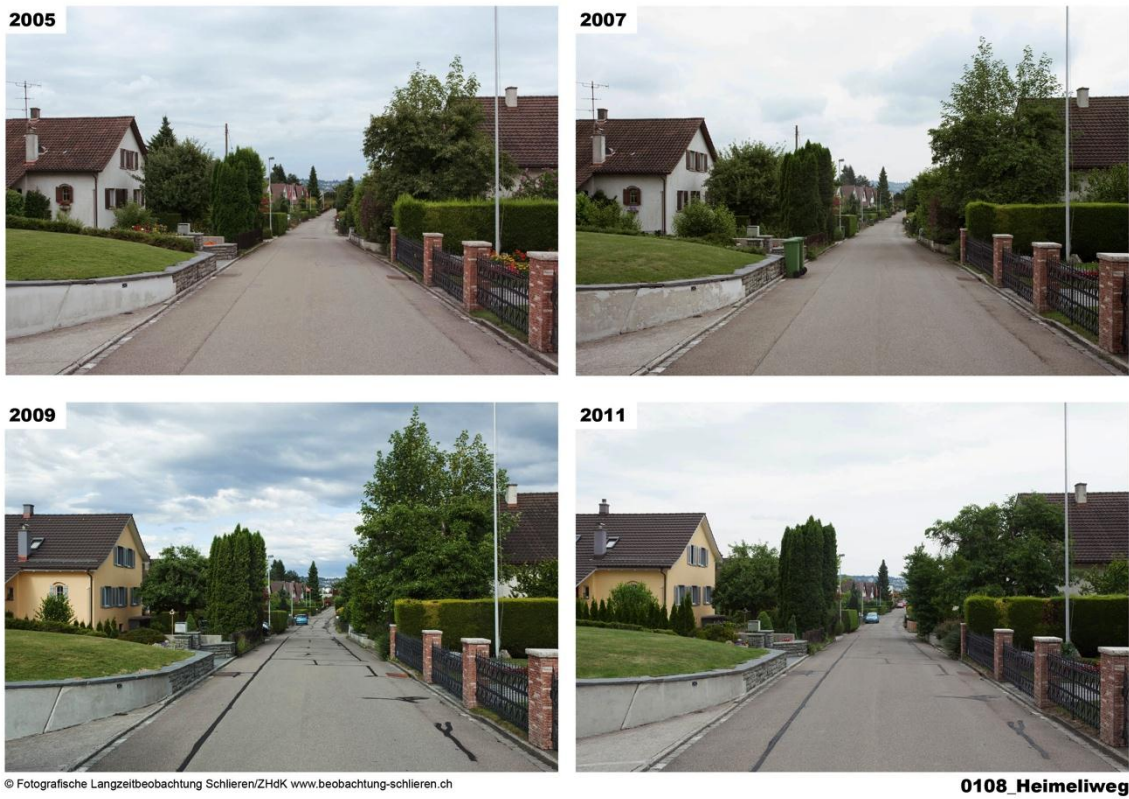 2005
2007
2009
2011
© Fotografische Langzeitbeobachtung Schlieren/ZHdK www.beobachtung-schlieren.ch
0108_Heimeliweg